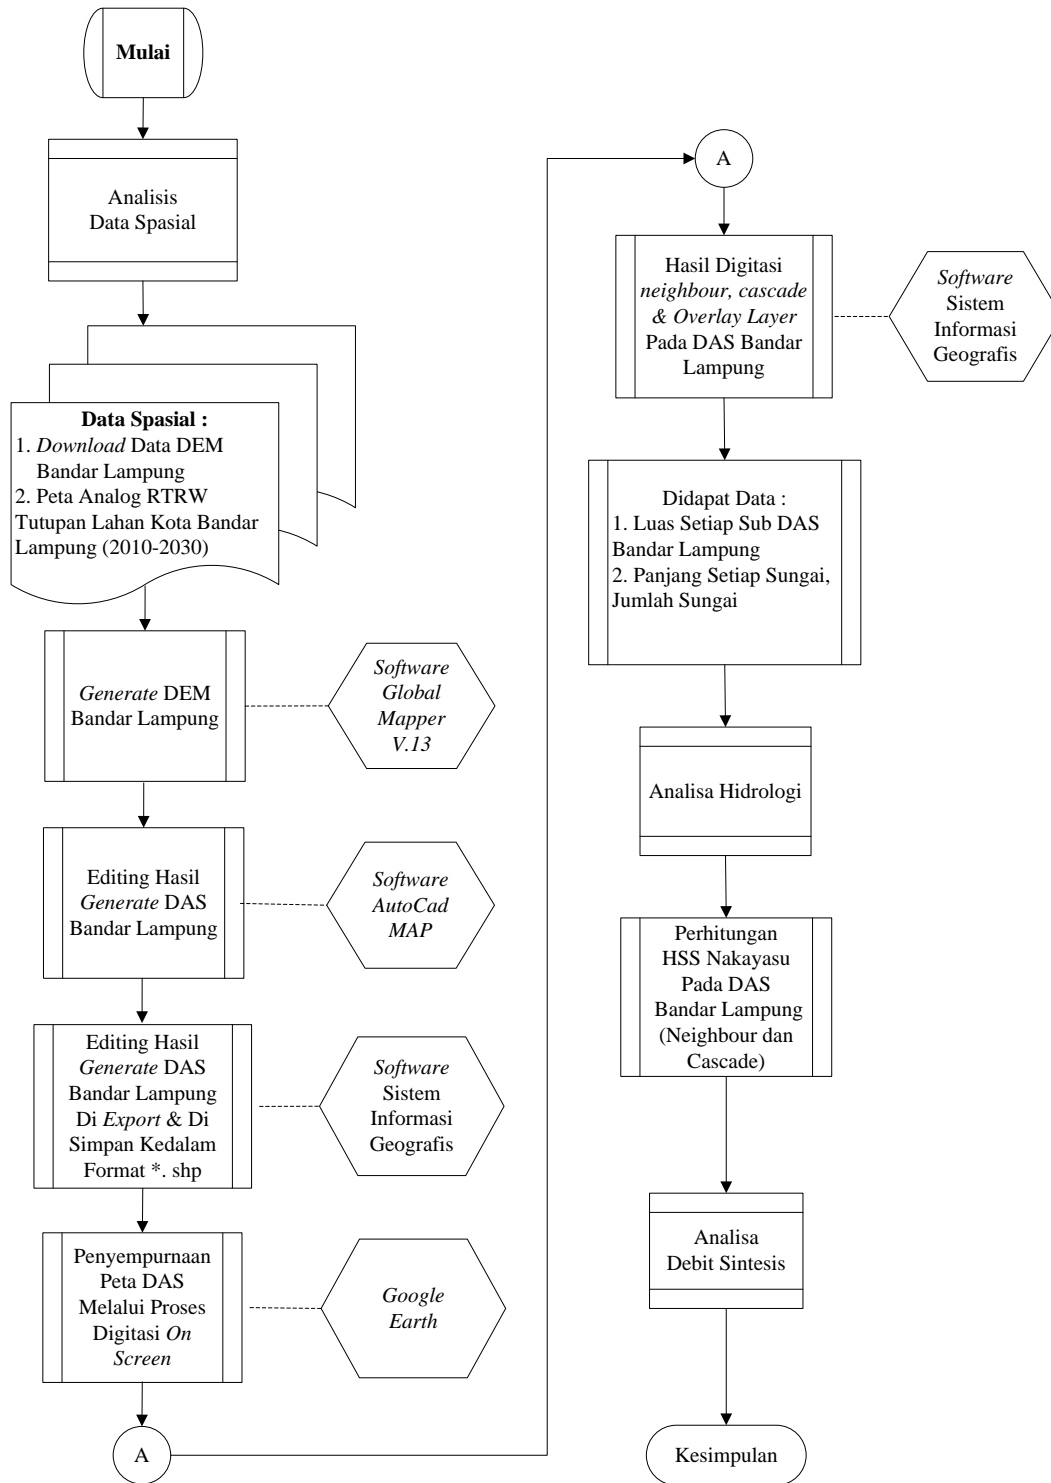 Mulai
Analisis
Data Spasial
Data Spasial :
1. Download Data DEM
Bandar Lampung
2. Peta Analog RTRW
Tutupan Lahan Kota Bandar
Lampung (2010-2030)
Generate DEM
Bandar Lampung
Software
Global
Mapper
V.13
Editing Hasil
Generate DAS
Bandar Lampung
Software
AutoCad
MAP
Editing Hasil
Generate DAS
Bandar Lampung
Di Export & Di
Simpan Kedalam
Format *. shp
Software
Sistem
Informasi
Geografis
Penyempurnaan
Peta DAS
Melalui Proses
Digitasi On
Screen
Google
Earth
A
A
Hasil Digitasi
neighbour, cascade
& Overlay Layer
Pada DAS Bandar
Lampung
Software
Sistem
Informasi
Geografis
Didapat Data :
1. Luas Setiap Sub DAS
Bandar Lampung
2. Panjang Setiap Sungai,
Jumlah Sungai
Analisa Hidrologi
Perhitungan
HSS Nakayasu
Pada DAS
Bandar Lampung
(Neighbour dan
Cascade)
Analisa
Debit Sintesis
Kesimpulan